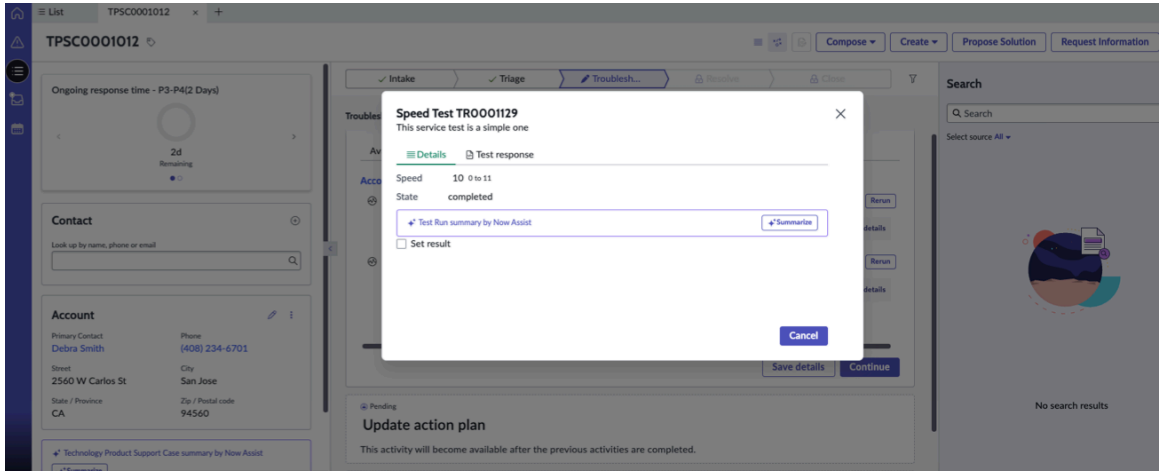 List
TPSC0001012 × +
TPSC0001012
Compose
Create
Propose Solution
Request Information
Ongoing response time - P3-P4(2 Days)
2d
Remaining
Contact
Look up by name, phone or email
Account
Primary Contact
Phone
Debra Smith
(408) 234-6701
Street
City
2560 W Carlos St
San Jose
State / Province
Zip / Postal code
CA
94560
Technology Product Support Case summary by Now Assist
Summarize
Intake
Triage
Troublesh...
Resolve
Close
Troubles
Av
Acco
Rerun
details
Rerun
details
Speed Test TR0001129
This service test is a simple one
Details
Test response
Speed 10 0 to 11
State completed
Test Run summary by Now Assist
Summarize
Set result
Cancel
Save details
Continue
Pending
Update action plan
This activity will become available after the previous activities are completed.
Search
Search
Select source All
No search results